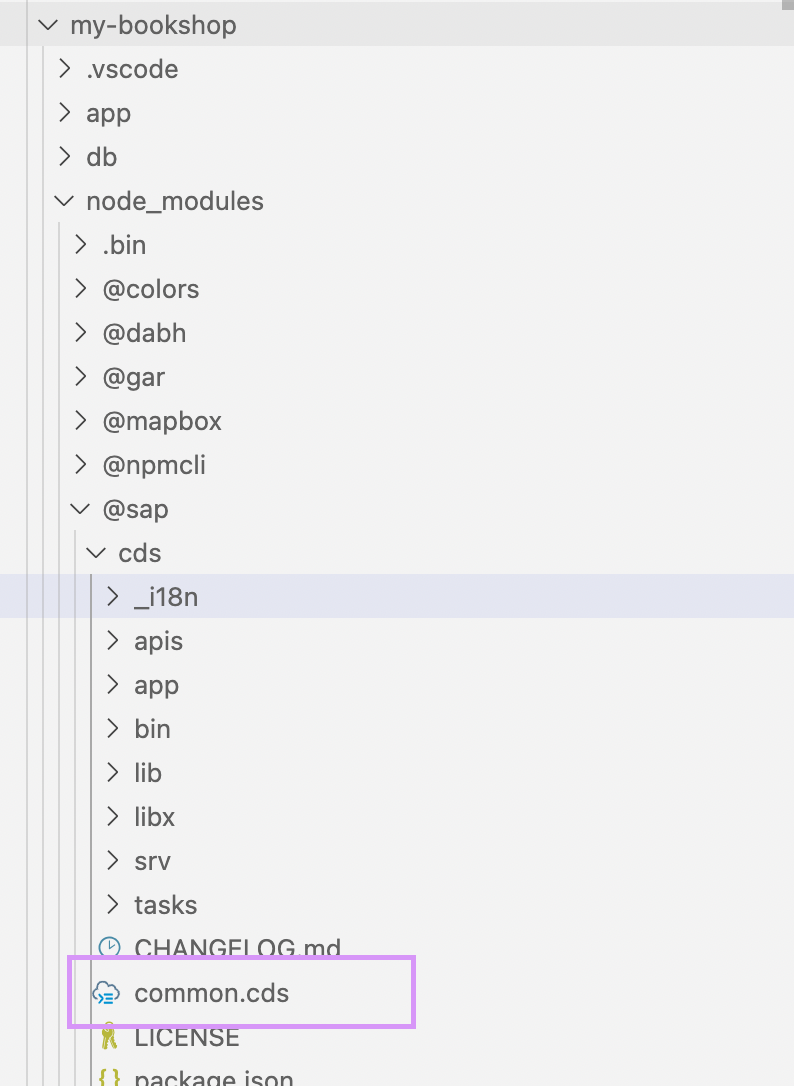 my-bookshop
.vscode
app
db
node_modules
.bin
@colors
@dabh
@gar
@mapbox
@npmcli
@sap
cds
_i18n
apis
app
bin
lib
libx
srv
tasks
CHANGELOG.md
common.cds
LICENSE
package.json